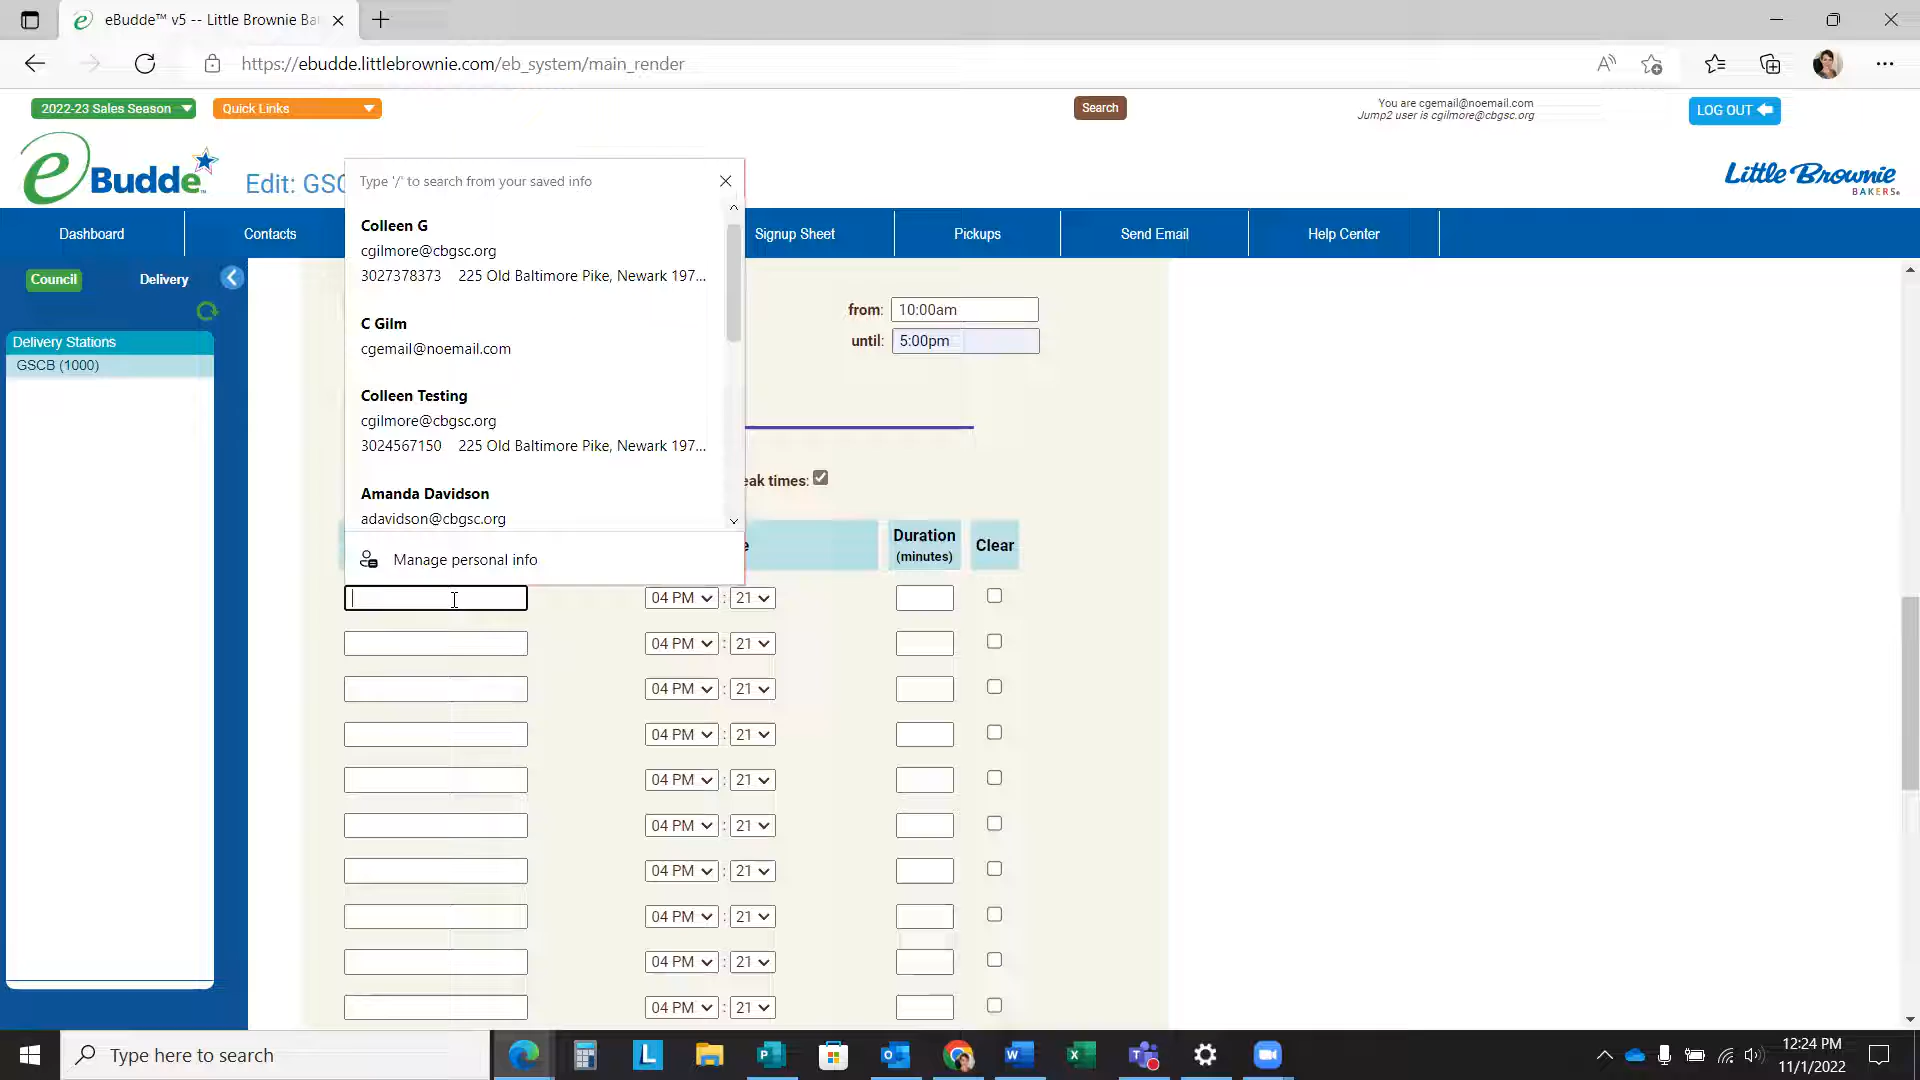 eBudde™ v5 -- Little Brownie Ba
https://ebudde.littlebrownie.com/eb_system/main_render
2022-23 Sales Season
Quick Links
Search
You are cgemail@noemail.com
Jump2 user is cgilmore@cbgsc.org
LOG OUT
eBudde
Edit: GSC
Little Brownie
BAKERS
Dashboard
Contacts
Signup Sheet
Pickups
Send Email
Help Center
Council
Delivery
Delivery Stations
GSCB (1000)
Type '/' to search from your saved info
Colleen G
cgilmore@cbgsc.org
3027378373 225 Old Baltimore Pike, Newark 197...
C Gilm
cgemail@noemail.com
Colleen Testing
cgilmore@cbgsc.org
3024567150 225 Old Baltimore Pike, Newark 197...
Amanda Davidson
adavidson@cbgsc.org
Manage personal info
from: 10:00am
until: 5:00pm
eak times:
e
Duration
(minutes)
Clear
04 PM : 21
04 PM : 21
04 PM : 21
04 PM : 21
04 PM : 21
04 PM : 21
04 PM : 21
04 PM : 21
04 PM : 21
04 PM : 21
Type here to search
12:24 PM
11/1/2022